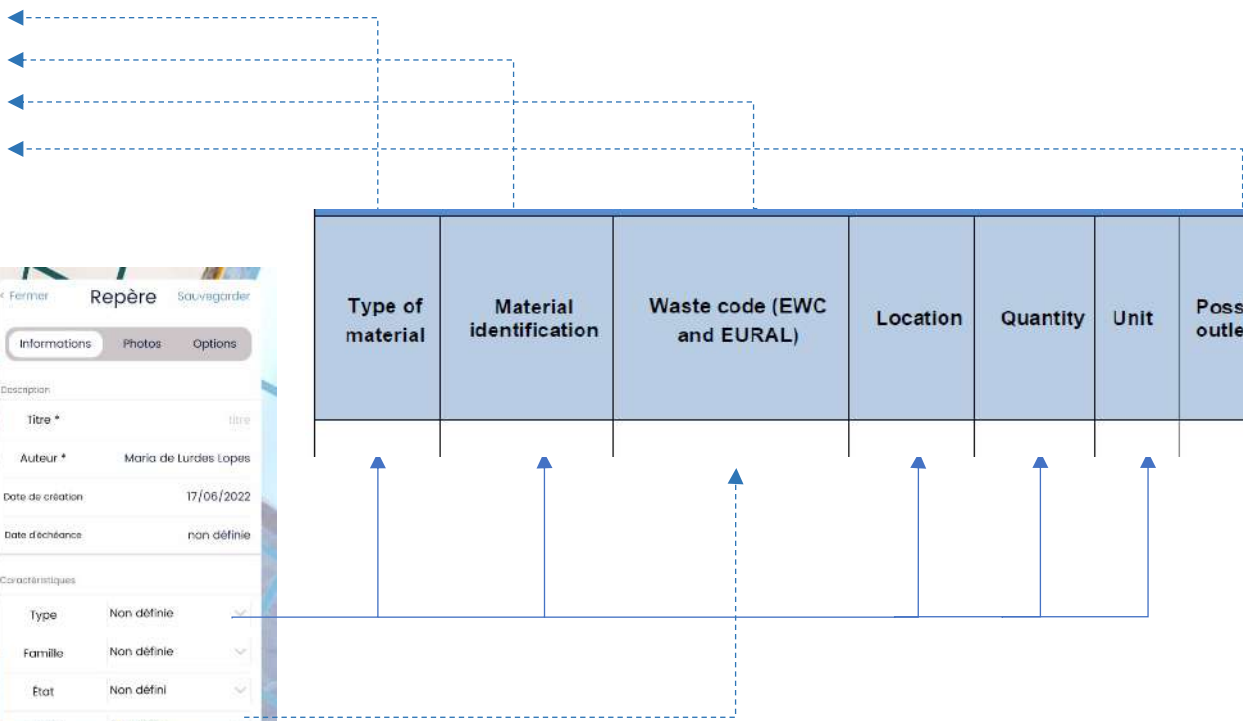 Type of
material
Material
identification
Waste code (EWC
and EURAL)
Location
Quantity
Unit
Poss
outle
< Fermer Repère Sauvegarder
Informations Photos Options
Description
Titre * titre
Auteur * Maria de Lurdes Lopes
Date de création 17/06/2022
Date d'échéance non définie
Caractéristiques
Type Non définie
Famille Non définie
État Non défini